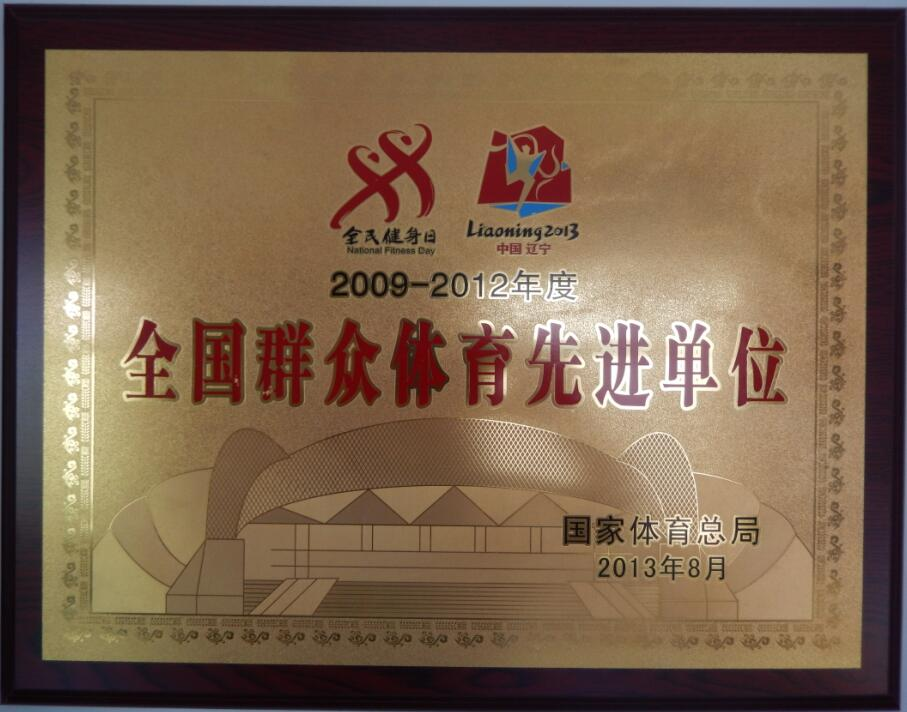 全民健身日
National Fitness Day
Liaoning2013
中国 辽宁
2009-2012年度
全国群众体育先进单位
国家体育总局
2013年8月